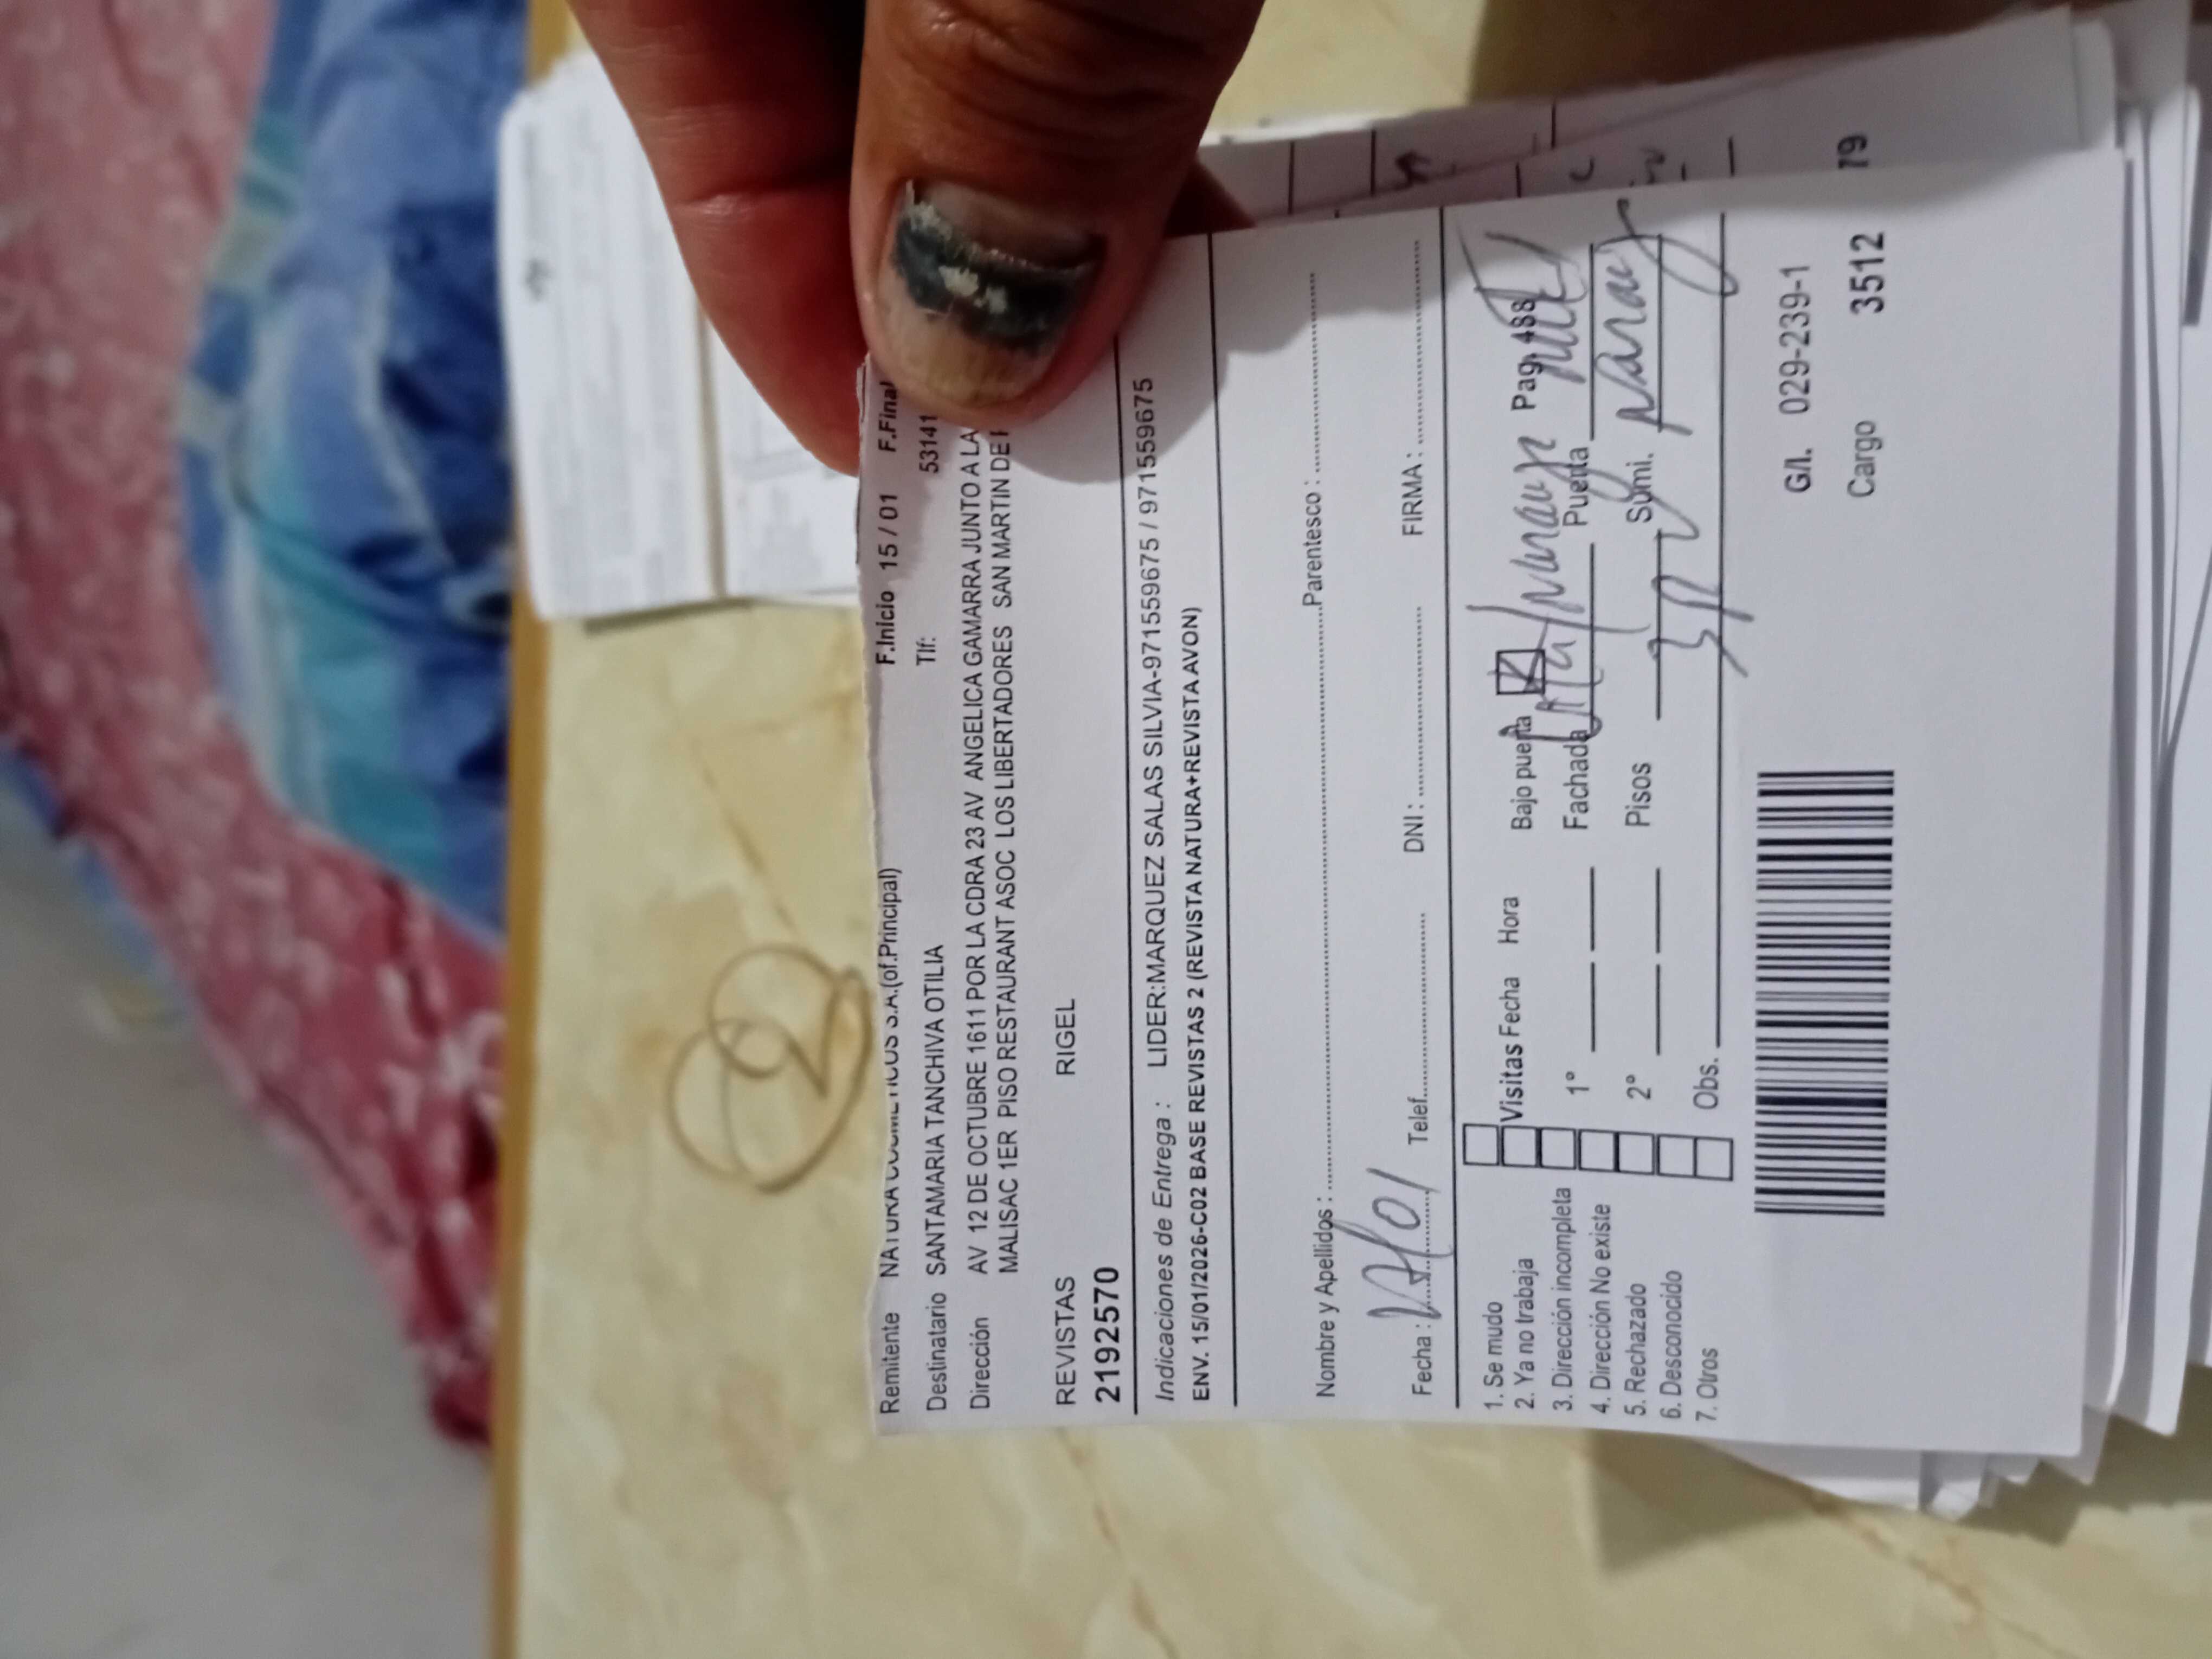 Remitente NATURA COSMETICOS S.A.(of.Principal) F.Inicio 15 / 01 F.Final
Destinatario SANTAMARIA TANCHIVA OTILIA Tlf: 53141
Dirección AV 12 DE OCTUBRE 1611 POR LA CDRA 23 AV ANGELICA GAMARRA JUNTO A LA
MALISAC 1ER PISO RESTAURANT ASOC LOS LIBERTADORES SAN MARTIN DE
REVISTAS RIGEL
2192570
Indicaciones de Entrega : LIDER:MARQUEZ SALAS SILVIA-971559675 / 971559675
ENV. 15/01/2026-C02 BASE REVISTAS 2 (REVISTA NATURA+REVISTA AVON)
Nombre y Apellidos : Parentesco :
Fecha : Telef. DNI : FIRMA :
1. Se mudo
2. Ya no trabaja
3. Dirección incompleta
4. Dirección No existe
5. Rechazado
6. Desconocido
7. Otros
Visitas Fecha Hora Bajo puerta Pag. 488
1° Fachada Puerta
2° Pisos 3P Sumi.
Obs.
G/I. 029-239-1
Cargo 3512 79
2